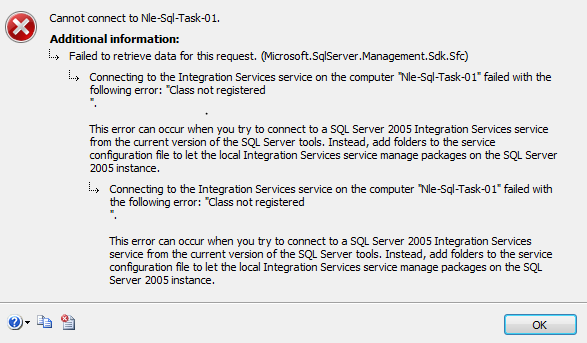 Cannot connect to Nle-Sql-Task-01.
Additional information:
Failed to retrieve data for this request. (Microsoft.SqlServer.Management.Sdk.Sfc)
Connecting to the Integration Services service on the computer "Nle-Sql-Task-01" failed with the
following error: "Class not registered
".
This error can occur when you try to connect to a SQL Server 2005 Integration Services service
from the current version of the SQL Server tools. Instead, add folders to the service
configuration file to let the local Integration Services service manage packages on the SQL Server
2005 instance.
Connecting to the Integration Services service on the computer "Nle-Sql-Task-01" failed with
the following error: "Class not registered
".
This error can occur when you try to connect to a SQL Server 2005 Integration Services
service from the current version of the SQL Server tools. Instead, add folders to the service
configuration file to let the local Integration Services service manage packages on the SQL
Server 2005 instance.
OK